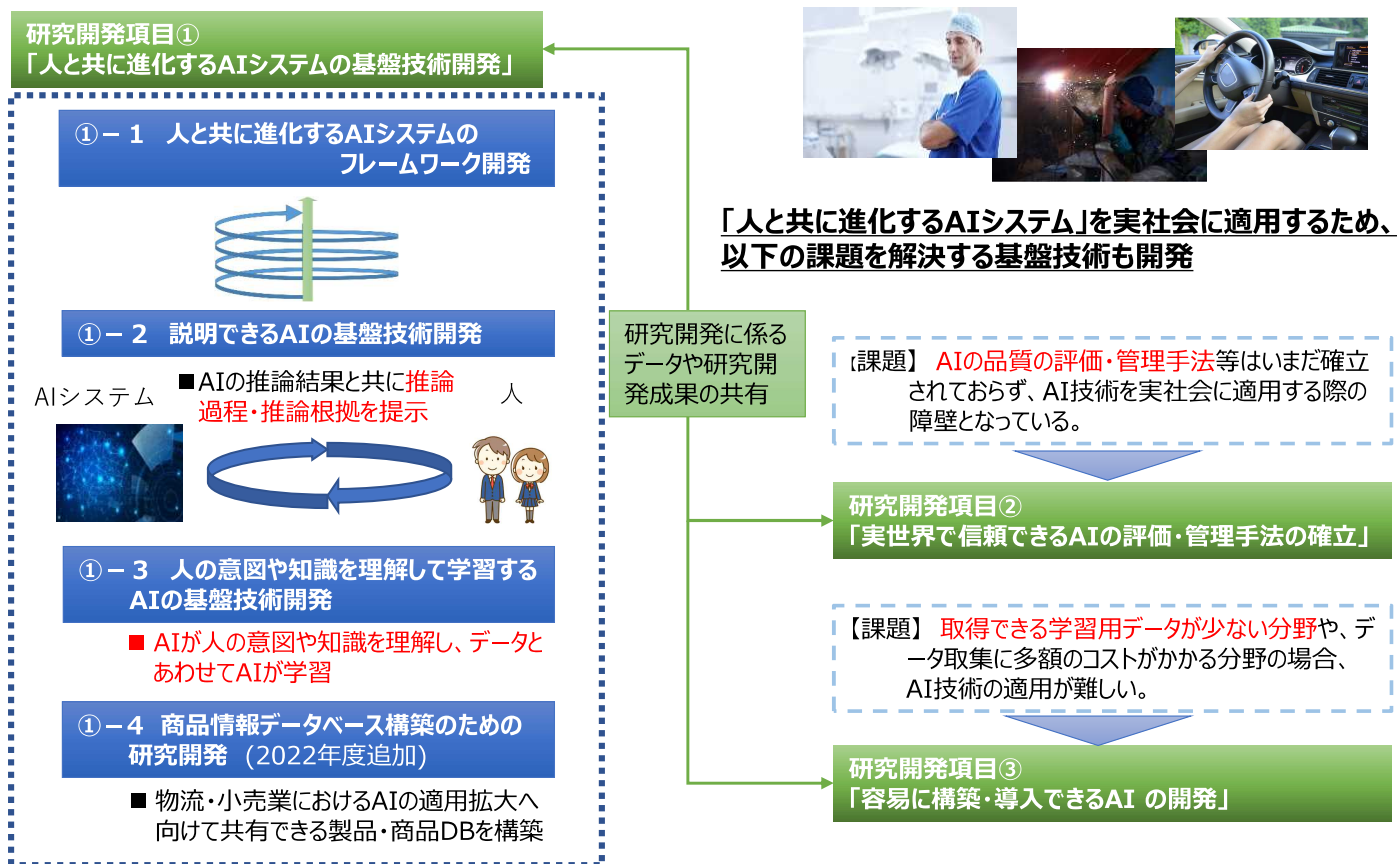 研究開発項目①
「人と共に進化するAIシステムの基盤技術開発」
①－１ 人と共に進化するAIシステムの
フレームワーク開発
①－２ 説明できるAIの基盤技術開発
AIシステム
■AIの推論結果と共に推論
過程・推論根拠を提示
人
①－３ 人の意図や知識を理解して学習する
AIの基盤技術開発
■ AIが人の意図や知識を理解し、データと
あわせてAIが学習
①－４ 商品情報データベース構築のための
研究開発 (2022年度追加)
■ 物流・小売業におけるAIの適用拡大へ
向けて共有できる製品・商品DBを構築
研究開発に係る
データや研究開
発成果の共有
「人と共に進化するAIシステム」を実社会に適用するため、
以下の課題を解決する基盤技術も開発
【課題】 AIの品質の評価・管理手法等はいまだ確立
されておらず、AI技術を実社会に適用する際の
障壁となっている。
研究開発項目②
「実世界で信頼できるAIの評価・管理手法の確立」
【課題】 取得できる学習用データが少ない分野や、デ
ータ収集に多額のコストがかかる分野の場合、
AI技術の適用が難しい。
研究開発項目③
「容易に構築・導入できるAI の開発」